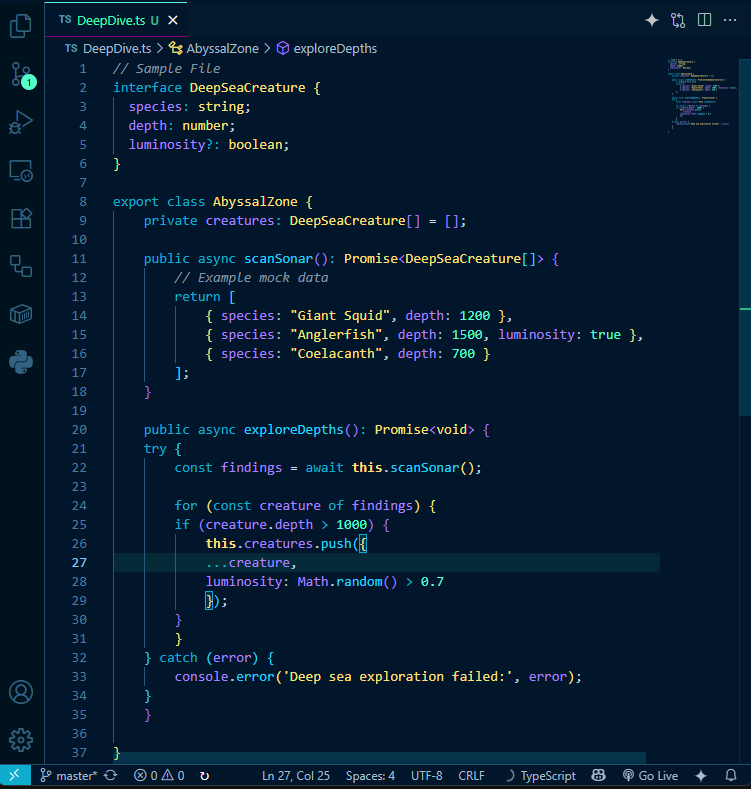 TS DeepDive.ts U
TS DeepDive.ts > AbyssalZone > exploreDepths
1 // Sample File
2 interface DeepSeaCreature {
3   species: string;
4   depth: number;
5   luminosity?: boolean;
6 }
7
8 export class AbyssalZone {
9     private creatures: DeepSeaCreature[] = [];
10
11     public async scanSonar(): Promise<DeepSeaCreature[]> {
12         // Example mock data
13         return [
14             { species: "Giant Squid", depth: 1200 },
15             { species: "Anglerfish", depth: 1500, luminosity: true },
16             { species: "Coelacanth", depth: 700 }
17         ];
18     }
19
20     public async exploreDepths(): Promise<void> {
21     try {
22         const findings = await this.scanSonar();
23
24         for (const creature of findings) {
25         if (creature.depth > 1000) {
26             this.creatures.push({
27             ...creature,
28             luminosity: Math.random() > 0.7
29             });
30         }
31         }
32     } catch (error) {
33         console.error('Deep sea exploration failed:', error);
34     }
35     }
36
37 }
1
master* 0 0 Ln 27, Col 25 Spaces: 4 UTF-8 CRLF TypeScript Go Live